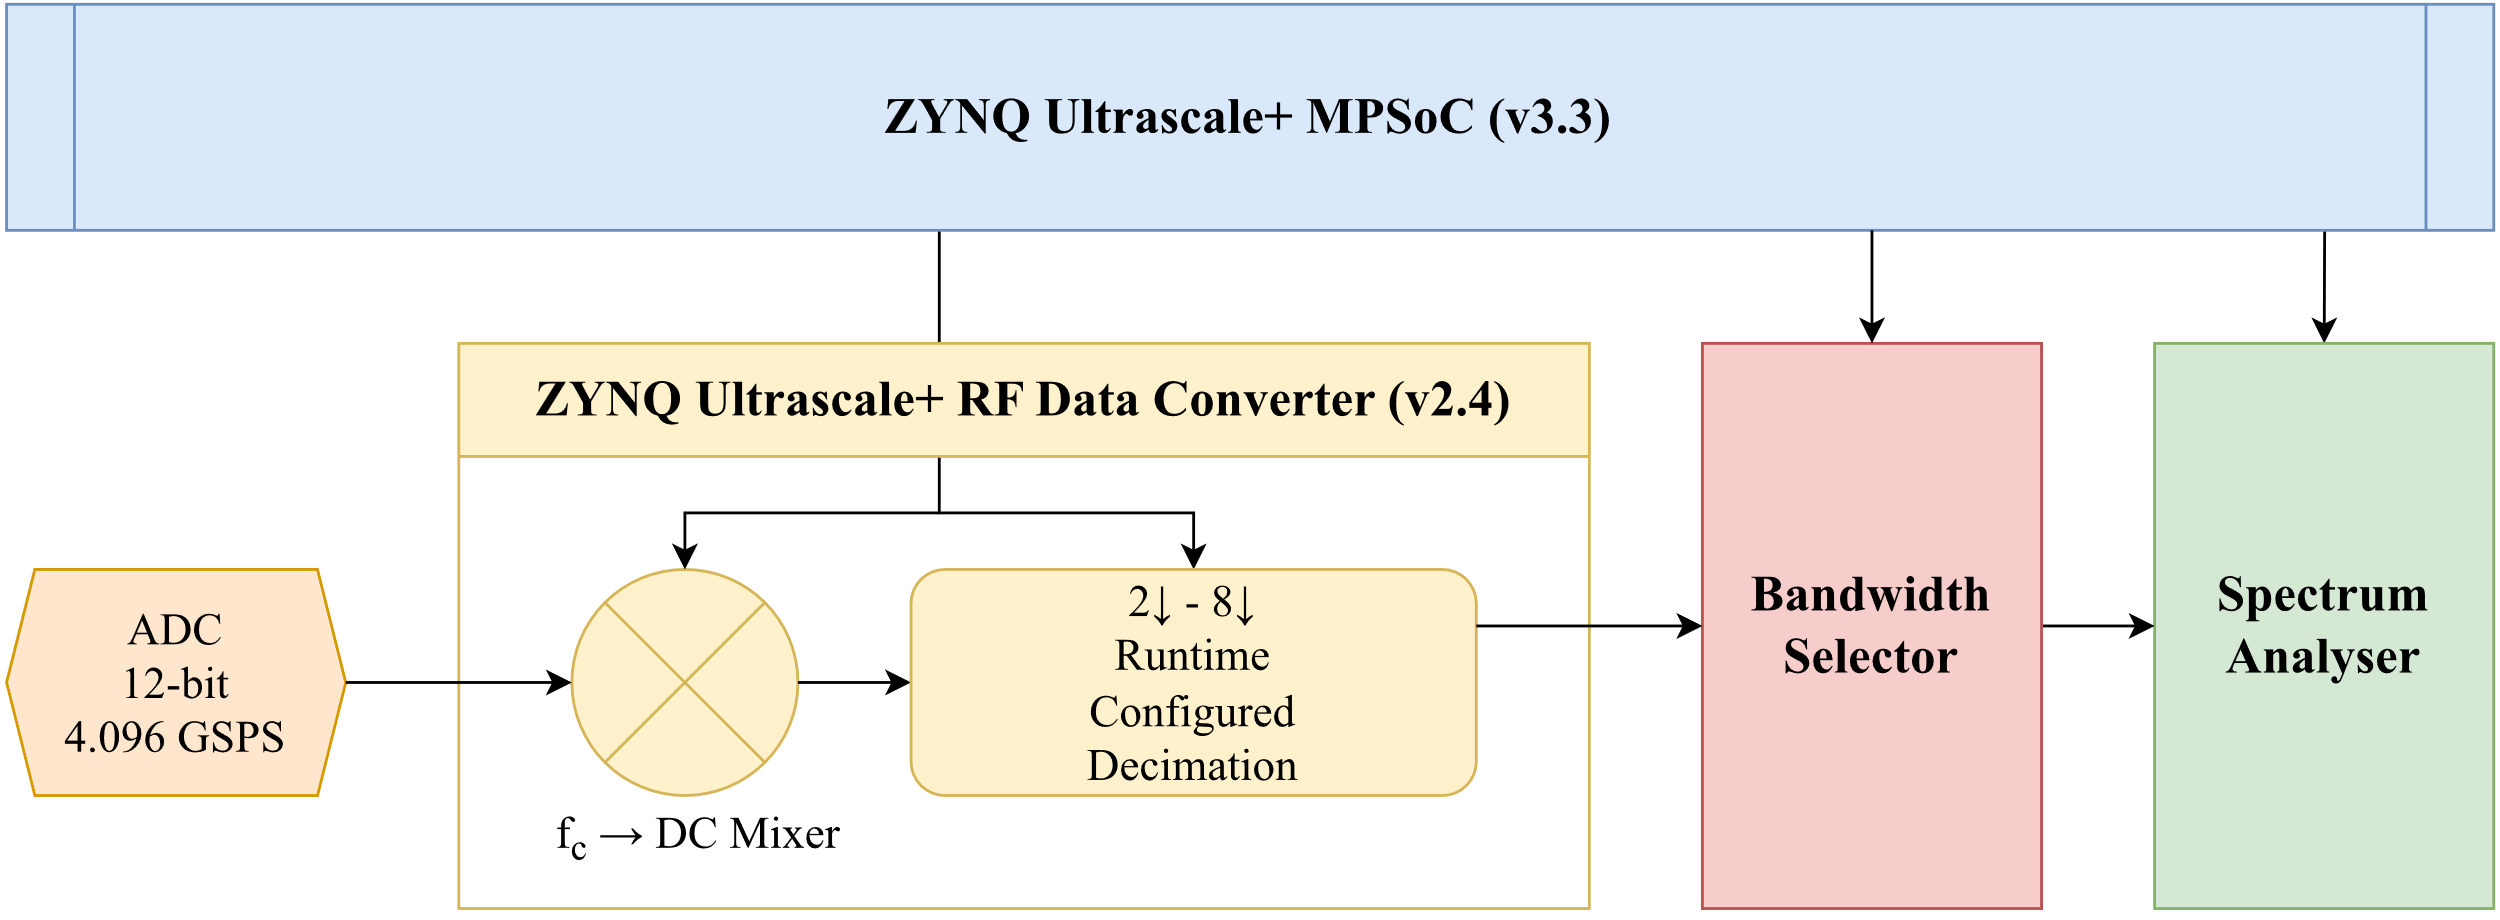 ZYNQ Ultrascale+ MPSoC (v3.3)
ZYNQ Ultrascale+ RF Data Converter (v2.4)
ADC
12-bit
4.096 GSPS
f_c → DC Mixer
2↓ - 8↓
Runtime
Configured
Decimation
Bandwidth
Selector
Spectrum
Analyser